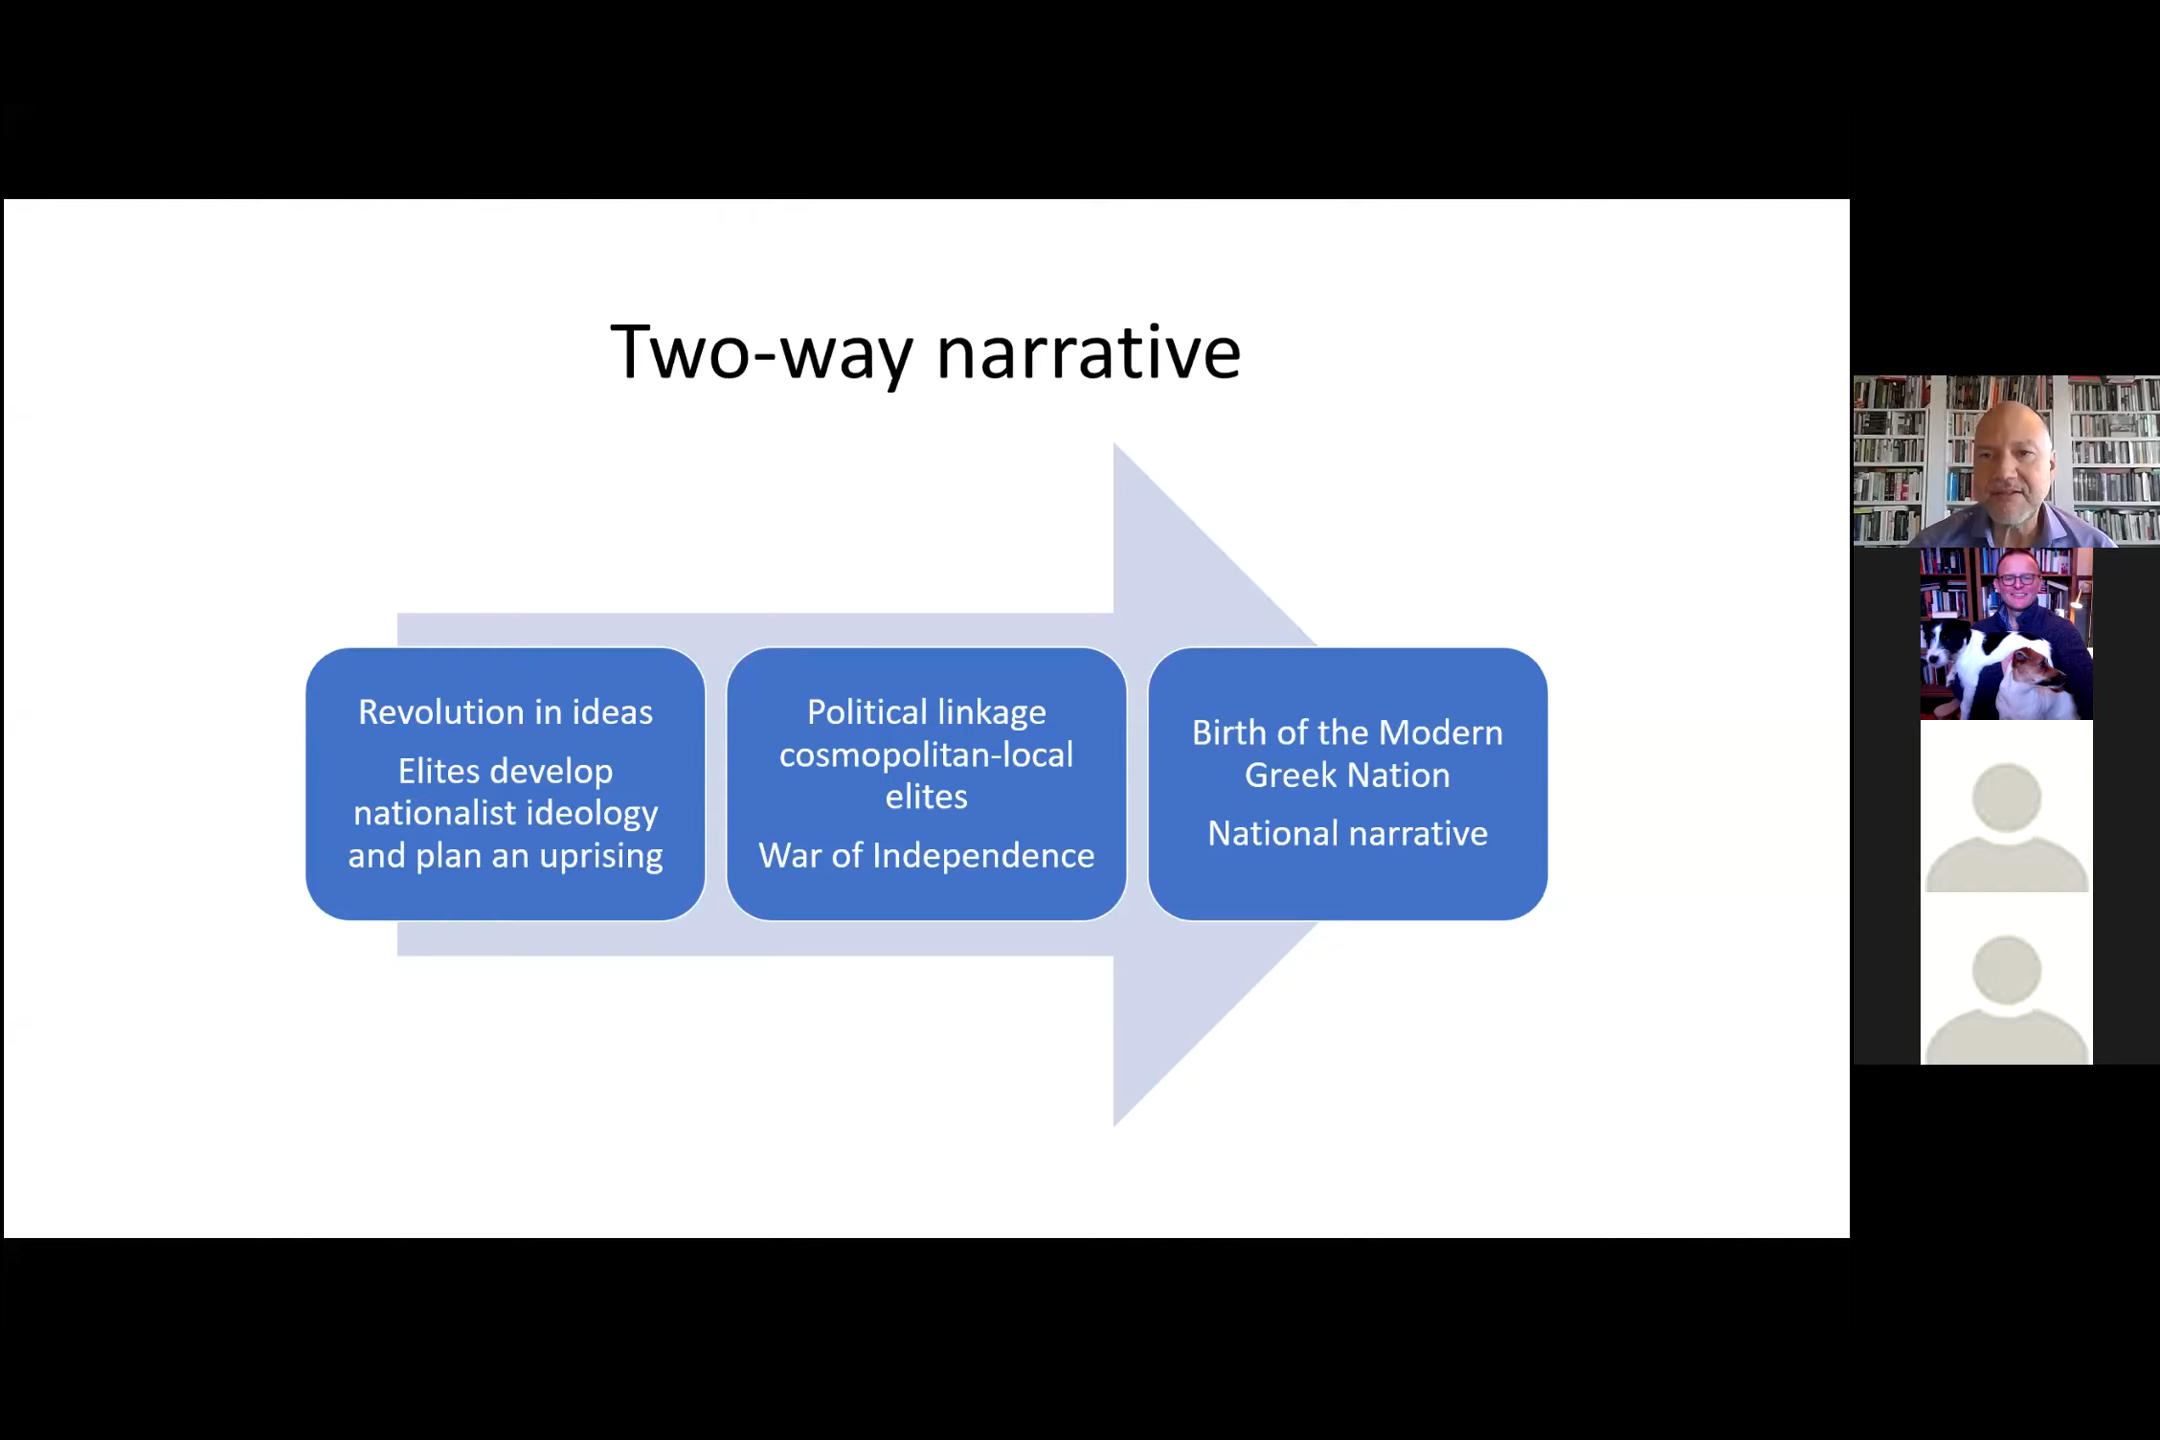 Two-way narrative
Revolution in ideas
Elites develop
nationalist ideology
and plan an uprising
Political linkage
cosmopolitan-local
elites
War of Independence
Birth of the Modern
Greek Nation
National narrative